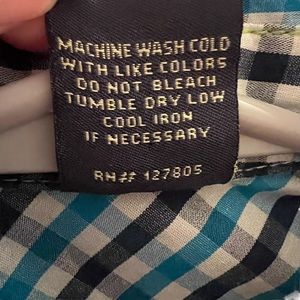 MACHINE WASH COLD
WITH LIKE COLORS
DO NOT BLEACH
TUMBLE DRY LOW
COOL IRON
IF NECESSARY
RN## 127805